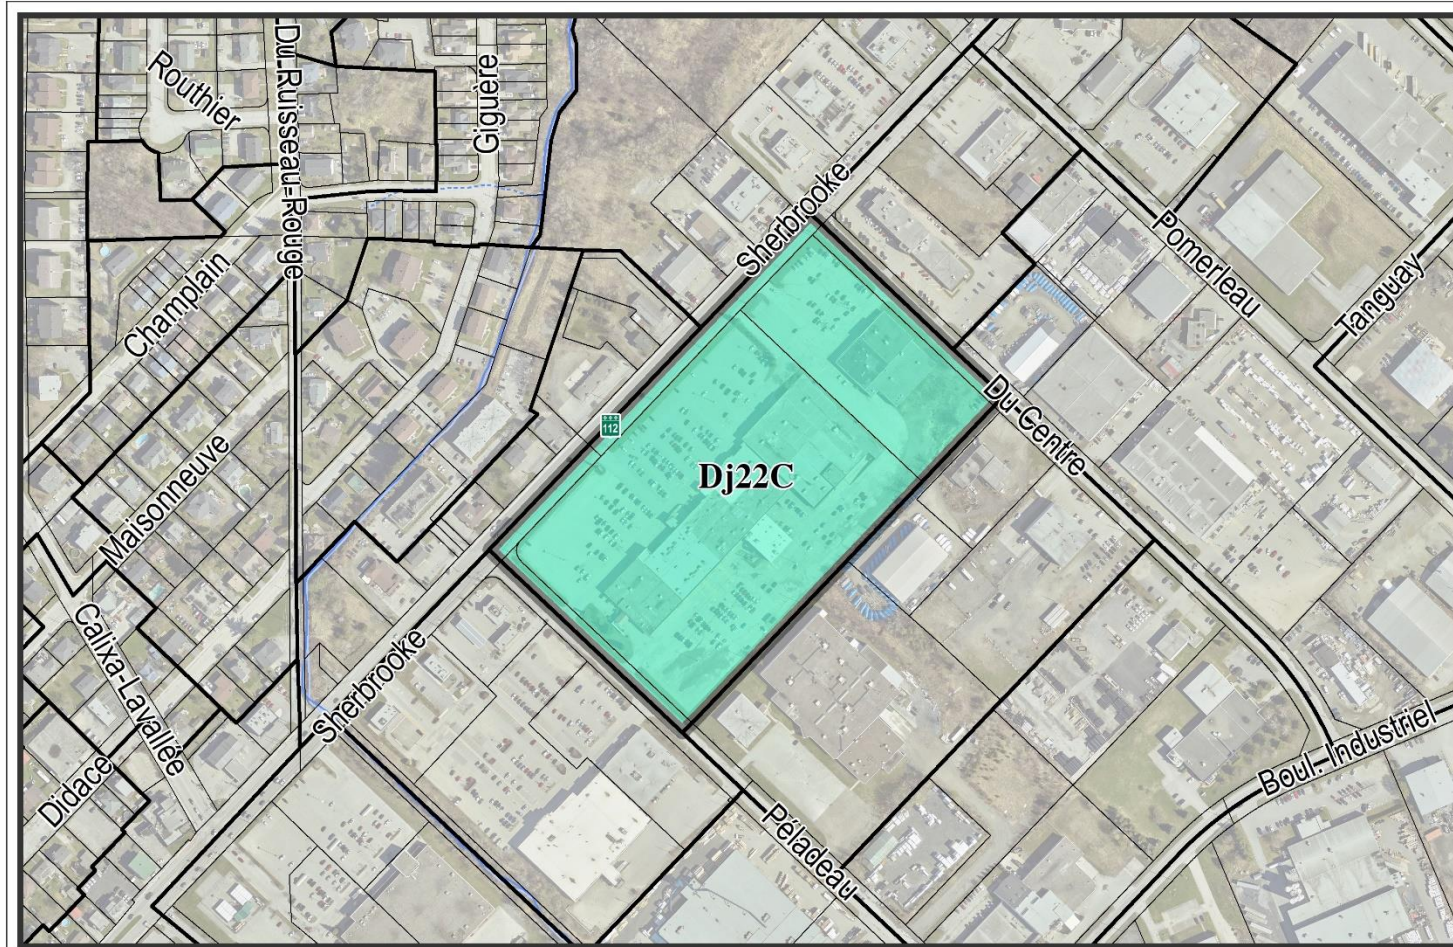 Routhier
Du Ruisseau-Rouge
Giguère
Sherbrooke
Pomerleau
Tanguay
Champlain
112
Du Centre
Dj22C
Maisonneuve
Calixa-Lavallée
Sherbrooke
Didace
Péladeau
Boul. Industriel